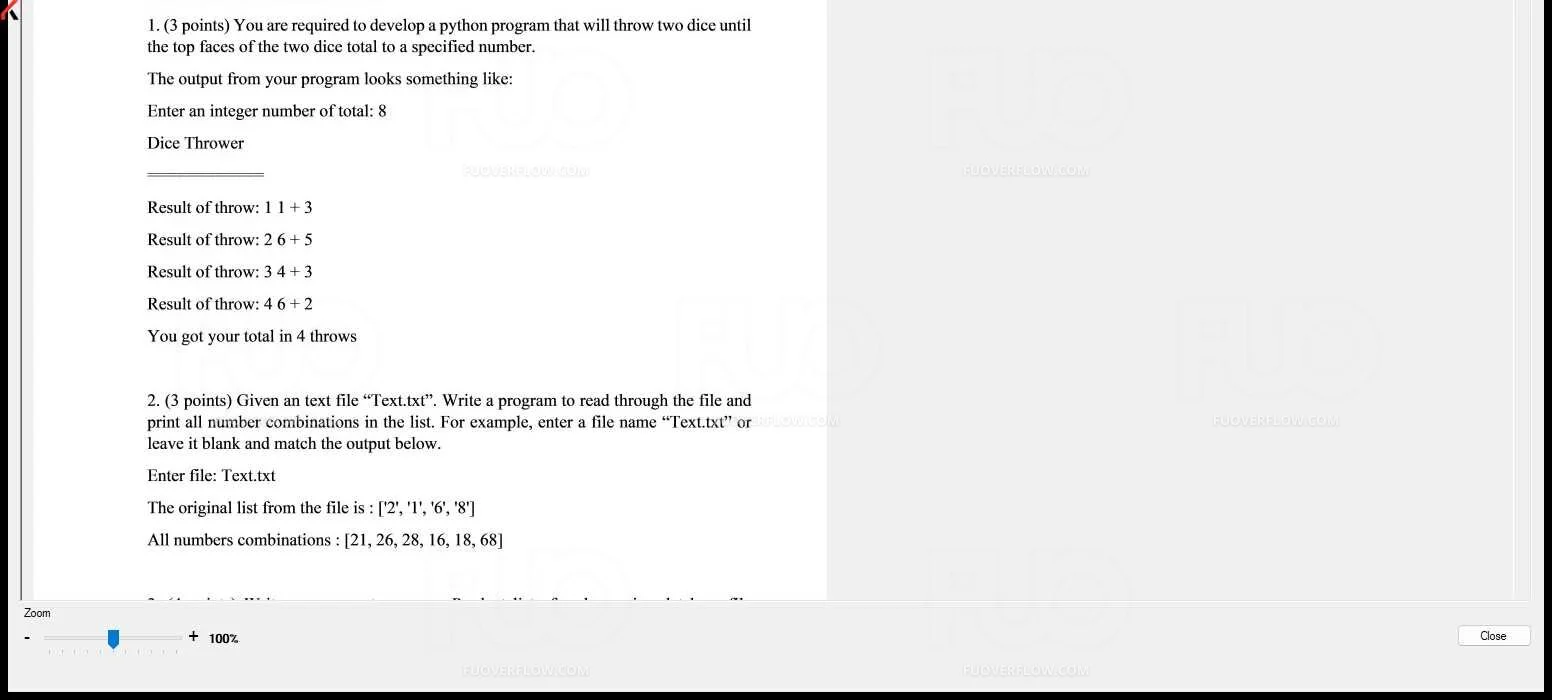 1. (3 points) You are required to develop a python program that will throw two dice until
the top faces of the two dice total to a specified number.
The output from your program looks something like:
Enter an integer number of total: 8
Dice Thrower
Result of throw: 1 1 + 3
Result of throw: 2 6 + 5
Result of throw: 3 4 + 3
Result of throw: 4 6 + 2
You got your total in 4 throws
2. (3 points) Given an text file “Text.txt”. Write a program to read through the file and
print all number combinations in the list. For example, enter a file name “Text.txt” or
leave it blank and match the output below.
Enter file: Text.txt
The original list from the file is : ['2', '1', '6', '8']
All numbers combinations : [21, 26, 28, 16, 18, 68]
Zoom
- + 100%
Close
FUOVERFLOW.COM
FUOVERFLOW.COM
FUOVERFLOW.COM
FUOVERFLOW.COM
FUOVERFLOW.COM